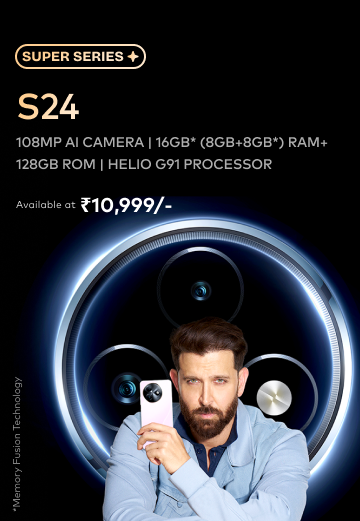 SUPER SERIES
S24
108MP AI CAMERA | 16GB* (8GB+8GB*) RAM+
128GB ROM | HELIO G91 PROCESSOR
Available at ₹10,999/-
*Memory Fusion Technology